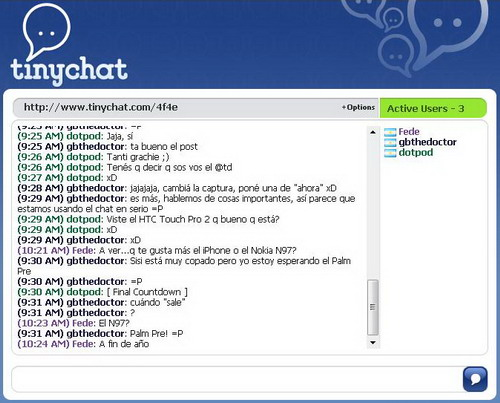 tinychat
http://www.tinychat.com/4f4e
+Options
Active Users - 3
(9:25 AM) gbthedoctor: =P
(9:25 AM) dotpod: Jaja, sí
(9:25 AM) gbthedoctor: ta bueno el post
(9:26 AM) dotpod: Tanti grachie ;)
(9:26 AM) dotpod: Tenés q decir q sos vos el @td
(9:27 AM) dotpod: xD
(9:28 AM) gbthedoctor: jajajaja, cambiá la captura, poné una de "ahora" xD
(9:29 AM) gbthedoctor: es más, hablemos de cosas importantes, así parece que
estamos usando el chat en serio =P
(9:29 AM) dotpod: Viste el HTC Touch Pro 2 q bueno q está?
(9:29 AM) dotpod: xD
(9:29 AM) gbthedoctor: xD
(10:21 AM) Fede: A ver...q te gusta más el iPhone o el Nokia N97?
(9:30 AM) gbthedoctor: Sisi está muy copado pero yo estoy esperando el Palm
Pre
(9:30 AM) gbthedoctor: =P
(9:30 AM) dotpod: [ Final Countdown ]
(9:31 AM) gbthedoctor: cuándo "sale"
(9:31 AM) gbthedoctor: ?
(10:23 AM) Fede: El N97?
(9:31 AM) gbthedoctor: Palm Pre! =P
(10:24 AM) Fede: A fin de año
Fede
gbthedoctor
dotpod